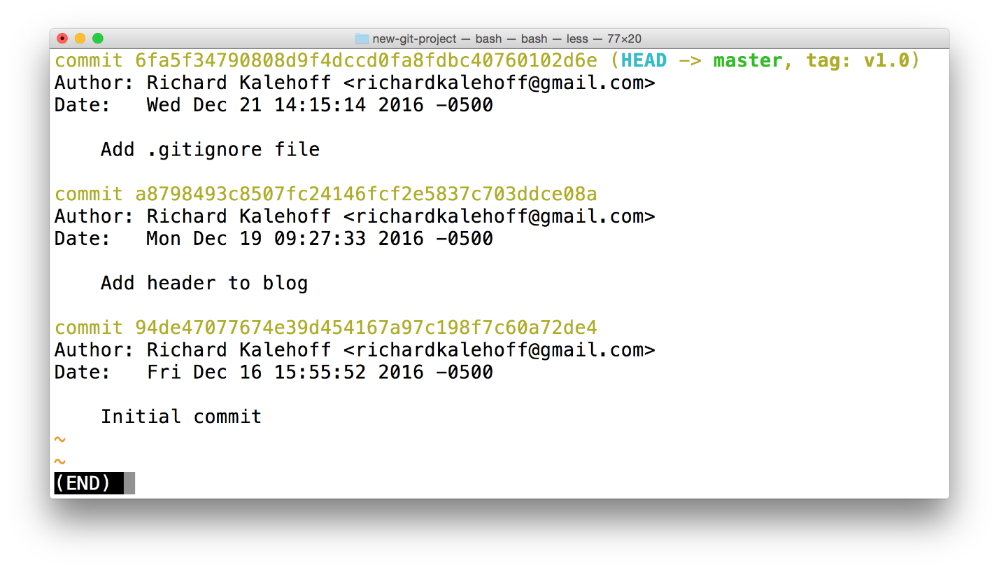 new-git-project — bash — bash — less — 77×20
commit 6fa5f34790808d9f4dccd0fa8fdbc40760102d6e (HEAD -> master, tag: v1.0)
Author: Richard Kalehoff <richardkalehoff@gmail.com>
Date:   Wed Dec 21 14:15:14 2016 -0500
    Add .gitignore file
commit a8798493c8507fc24146fcf2e5837c703ddce08a
Author: Richard Kalehoff <richardkalehoff@gmail.com>
Date:   Mon Dec 19 09:27:33 2016 -0500
    Add header to blog
commit 94de47077674e39d454167a97c198f7c60a72de4
Author: Richard Kalehoff <richardkalehoff@gmail.com>
Date:   Fri Dec 16 15:55:52 2016 -0500
    Initial commit
~
~
(END)